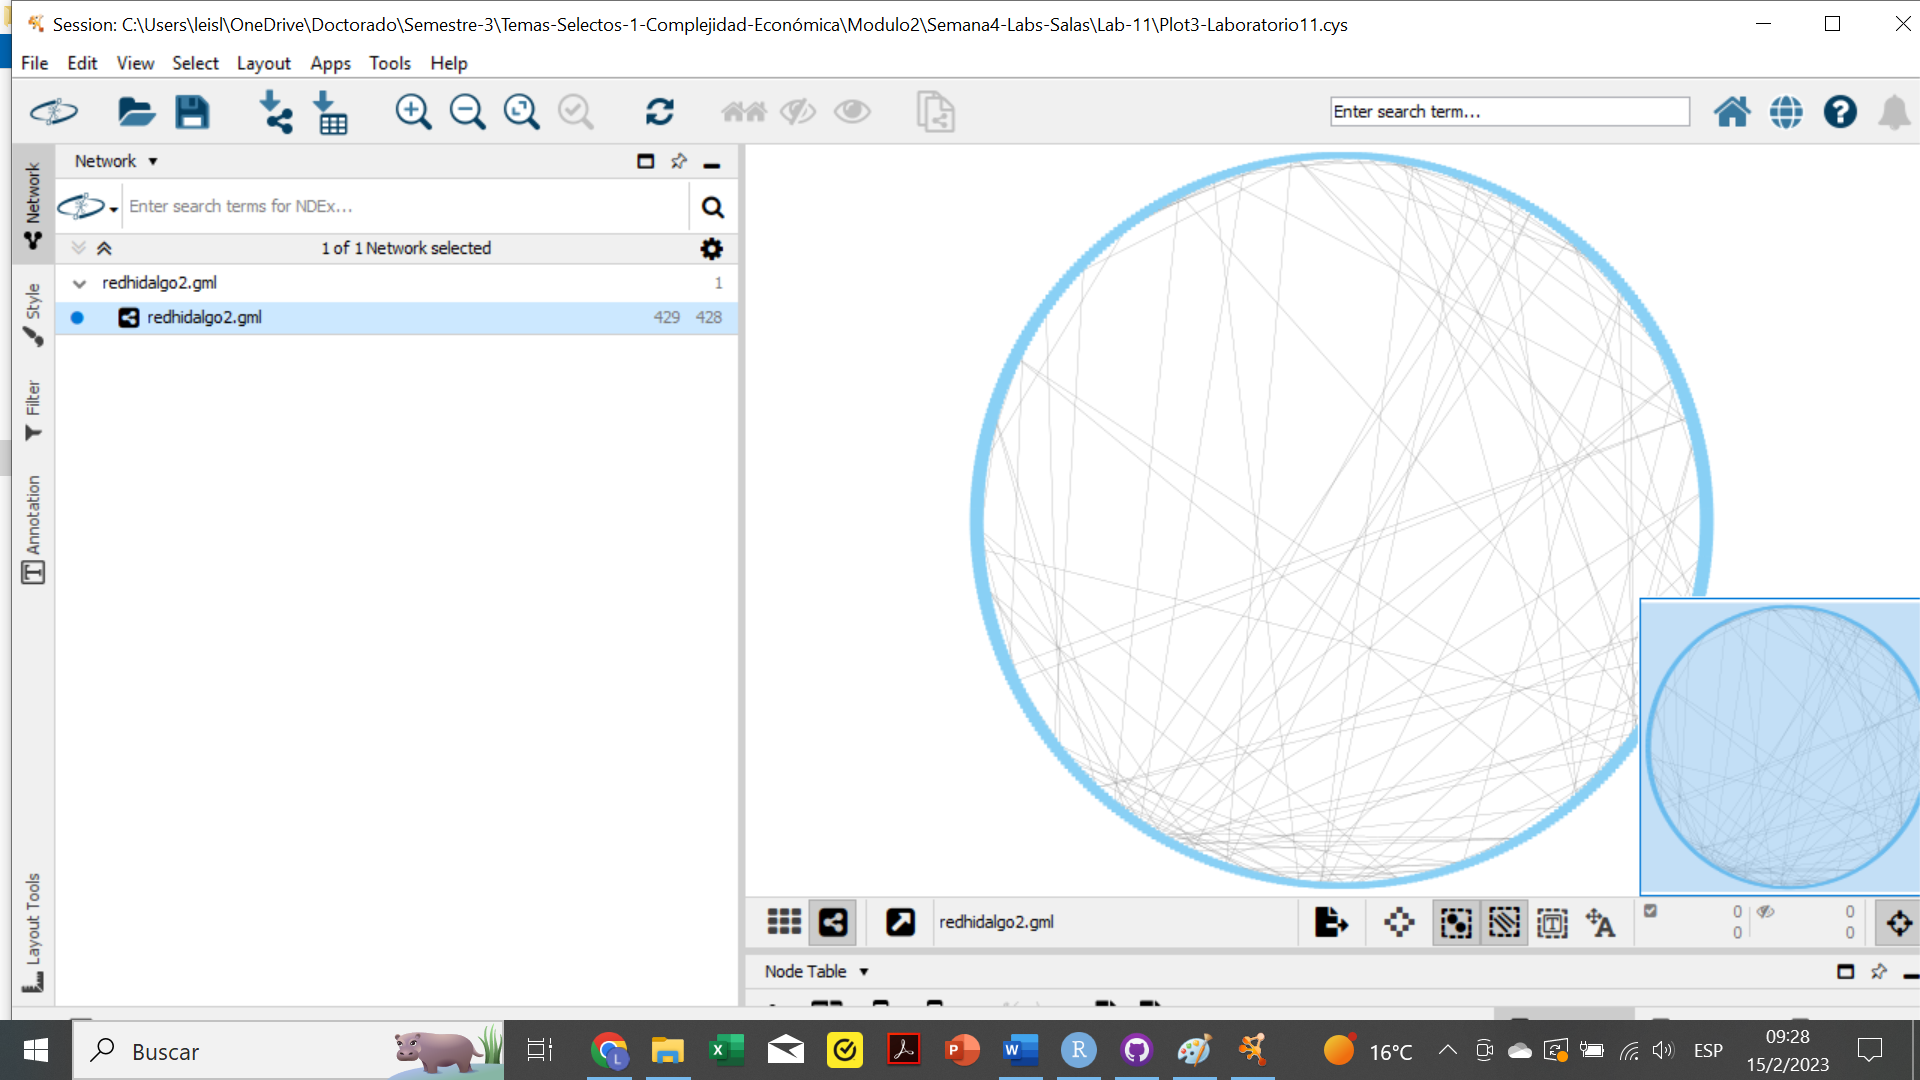 Session: C:\Users\leisl\OneDrive\Doctorado\Semestre-3\Temas-Selectos-1-Complejidad-Económica\Modulo2\Semana4-Labs-Salas\Lab-11\Plot3-Laboratorio11.cys
File Edit View Select Layout Apps Tools Help
Enter search term...
Network
Enter search terms for NDEx...
1 of 1 Network selected
redhidalgo2.gml 1
redhidalgo2.gml 429 428
Network
Style
Filter
Annotation
Layout Tools
redhidalgo2.gml
0 0
0 0
Node Table
Buscar
16°C
ESP
09:28
15/2/2023